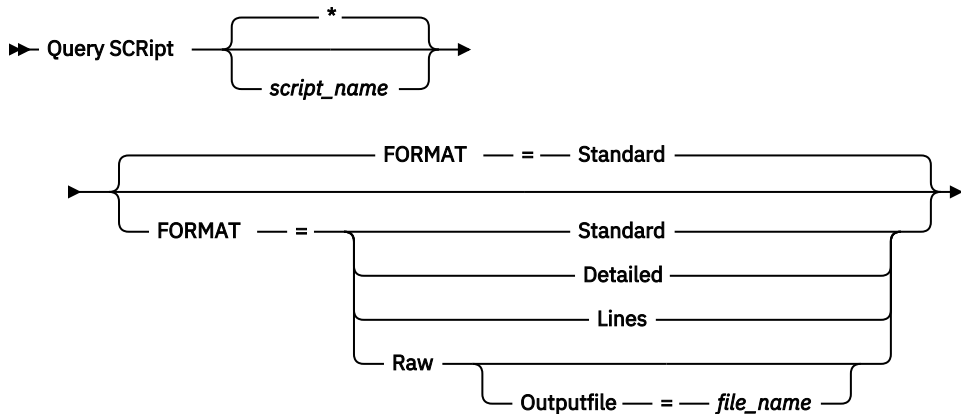 *
Query SCRipt
script_name
FORMAT = Standard
FORMAT = Standard
Detailed
Lines
Raw
Outputfile = file_name